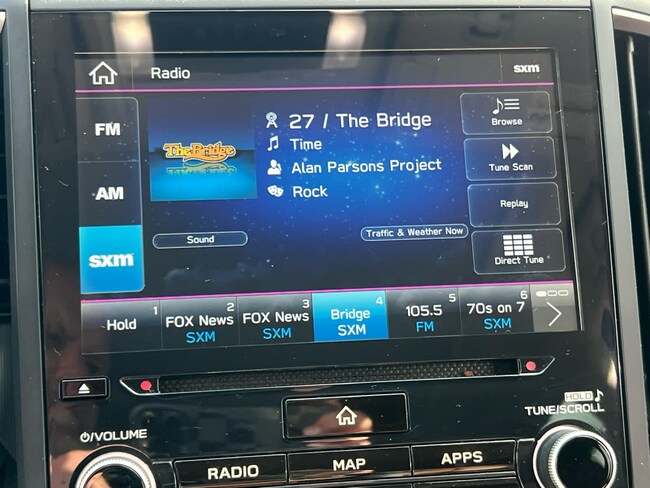 Radio
sxm
FM
AM
sxm
The Bridge
27 / The Bridge
Time
Alan Parsons Project
Rock
Sound
Traffic & Weather Now
Browse
Tune Scan
Replay
Direct Tune
1
Hold
2
FOX News
SXM
3
FOX News
SXM
4
Bridge
SXM
5
105.5
FM
6
70s on 7
SXM
HOLD
TUNE/SCROLL
/VOLUME
RADIO
MAP
APPS